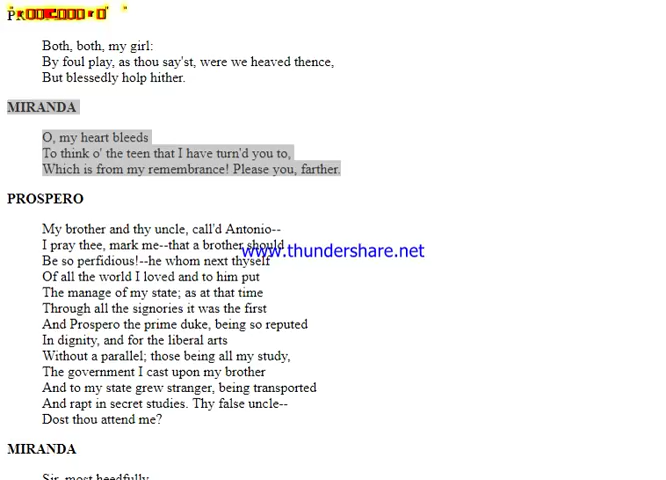 Both, both, my girl:
By foul play, as thou say'st, were we heaved thence,
But blessedly holp hither.
MIRANDA
O, my heart bleeds
To think o' the teen that I have turn'd you to,
Which is from my remembrance! Please you, farther.
PROSPERO
My brother and thy uncle, call'd Antonio--
I pray thee, mark me--that a brother should
www.thundershare.net
Be so perfidious!--he whom next thyself
Of all the world I loved and to him put
The manage of my state; as at that time
Through all the signories it was the first
And Prospero the prime duke, being so reputed
In dignity, and for the liberal arts
Without a parallel; those being all my study,
The government I cast upon my brother
And to my state grew stranger, being transported
And rapt in secret studies. Thy false uncle--
Dost thou attend me?
MIRANDA
Sir, most heedfully.